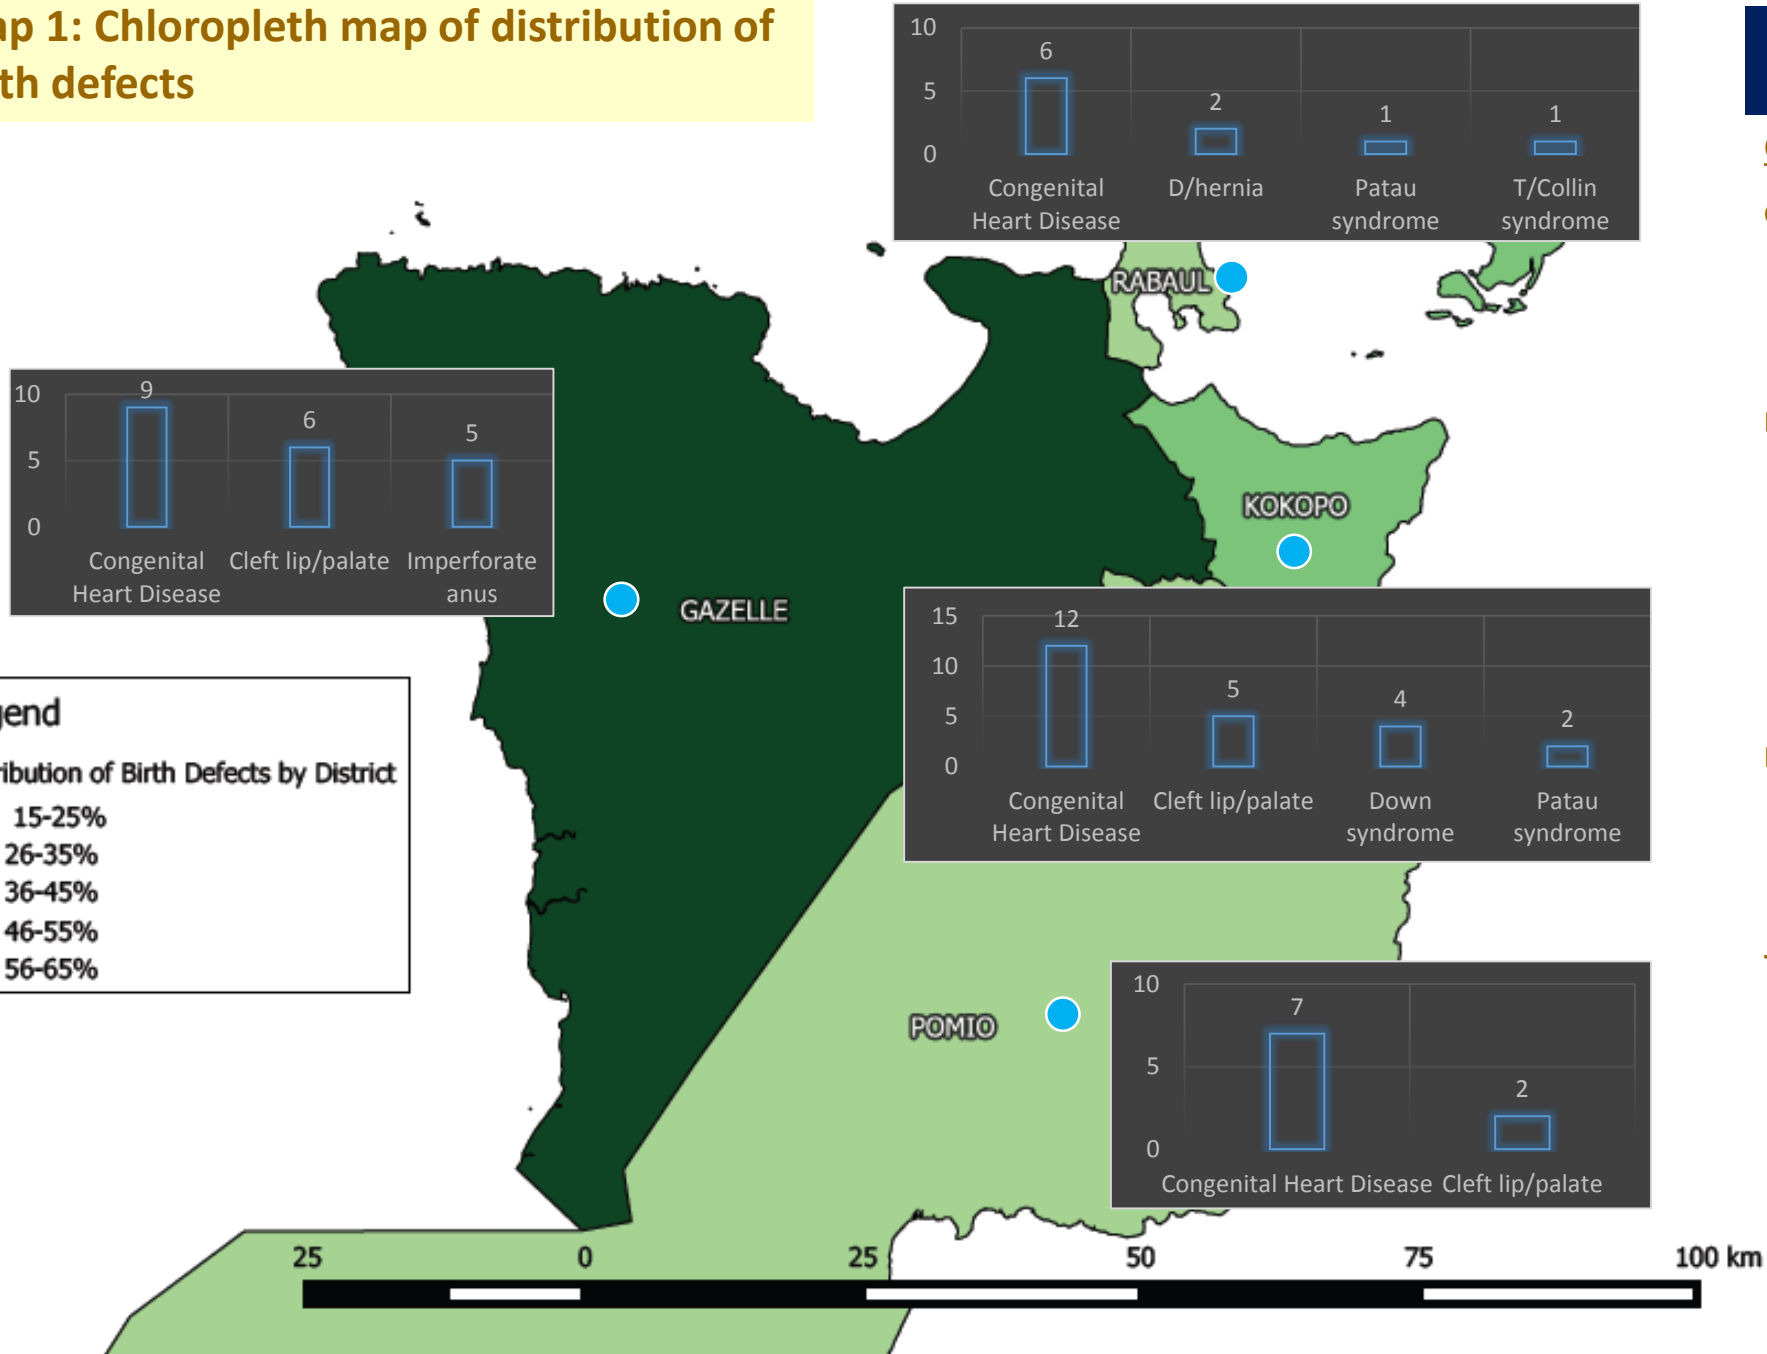 ap 1: Chloropleth map of distribution of
th defects
10
5
0
6
2
1
1
Congenital
Heart Disease
D/hernia
Patau
syndrome
T/Collin
syndrome
RABAUL
10
5
0
9
6
5
Congenital
Heart Disease
Cleft lip/palate
Imperforate
anus
KOKOPO
GAZELLE
15
10
5
0
12
5
4
2
Congenital
Heart Disease
Cleft lip/palate
Down
syndrome
Patau
syndrome
gend
ribution of Birth Defects by District
15-25%
26-35%
36-45%
46-55%
56-65%
POMIO
10
5
0
7
2
Congenital Heart Disease
Cleft lip/palate
25 0 25 50 75 100 km